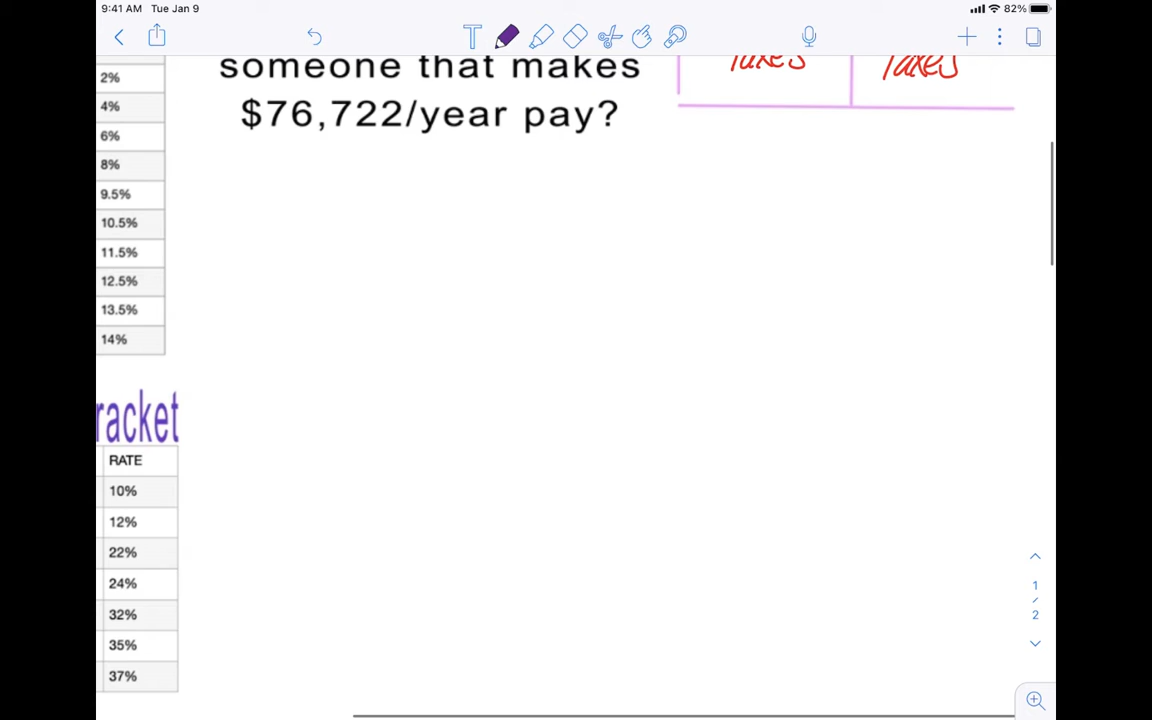 9:41 AM Tue Jan 9
82%
2%
4%
6%
8%
9.5%
10.5%
11.5%
12.5%
13.5%
14%
someone that makes
$76,722/year pay?
Taxes
Taxes
racket
RATE
10%
12%
22%
24%
32%
35%
37%
1
2